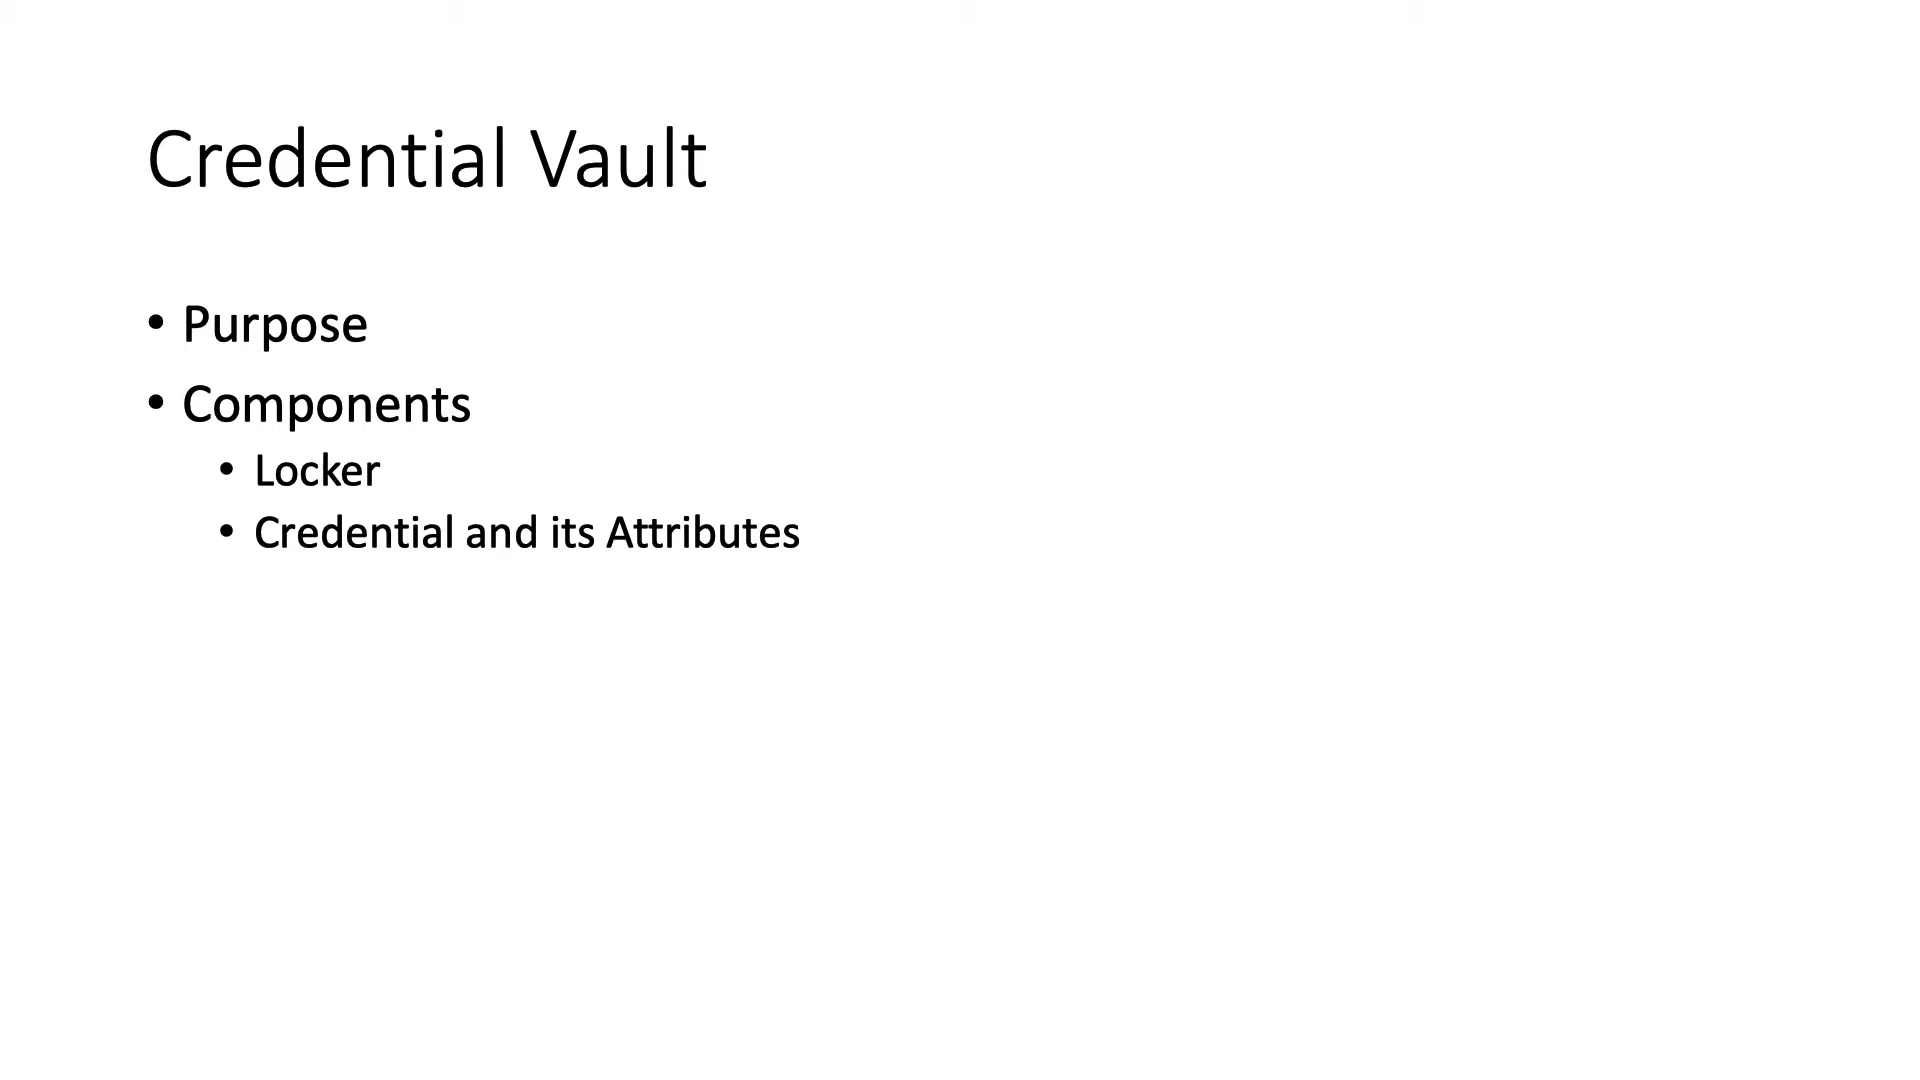 Credential Vault
• Purpose
• Components
• Locker
• Credential and its Attributes